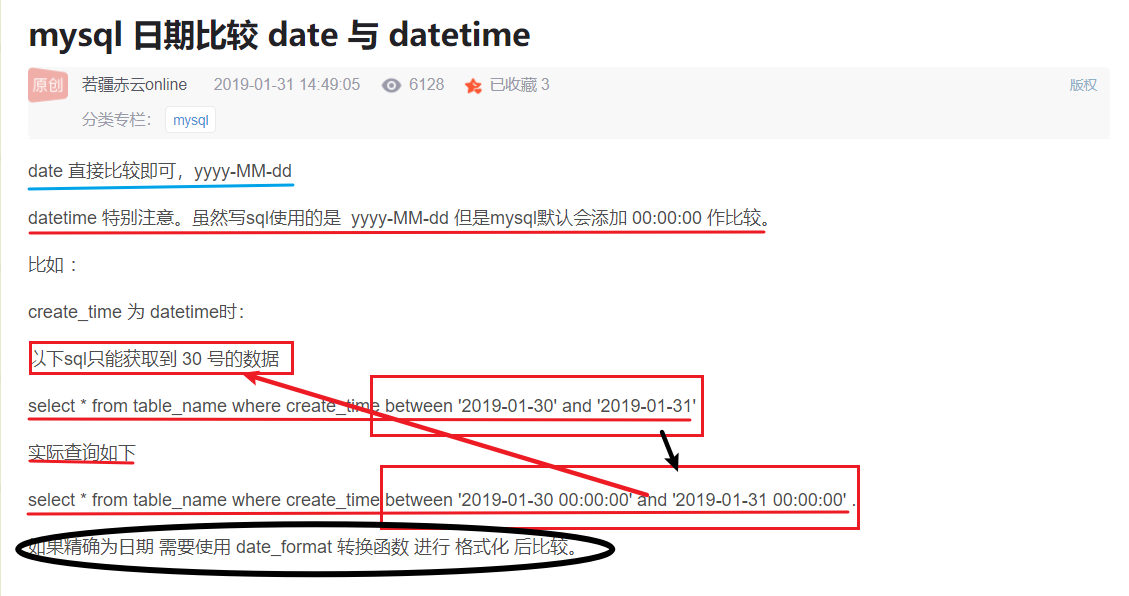 mysql 日期比较 date 与 datetime
原创 若疆赤云online 2019-01-31 14:49:05 6128 已收藏 3 版权
分类专栏： mysql
date 直接比较即可，yyyy-MM-dd
datetime 特别注意。虽然写sql使用的是 yyyy-MM-dd 但是mysql默认会添加 00:00:00 作比较。
比如 ：
create_time 为 datetime时：
以下sql只能获取到 30 号的数据
select * from table_name where create_time between '2019-01-30' and '2019-01-31'
实际查询如下
select * from table_name where create_time between '2019-01-30 00:00:00' and '2019-01-31 00:00:00' .
如果精确为日期 需要使用 date_format 转换函数 进行 格式化 后比较。